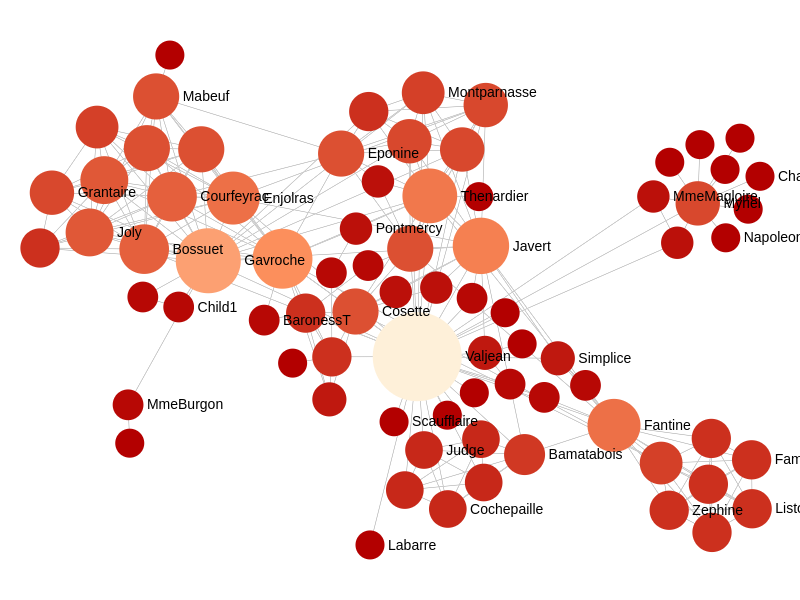 Mabeuf
Montparnasse
Eponine
Grantaire
Courfeyrac
Enjolras
Thenardier
MmeMagloire
Myriel
Cha
Joly
Bossuet
Gavroche
Pontmercy
Javert
Napoleon
Child1
BaronessT
Cosette
Valjean
Simplice
MmeBurgon
Scaufflaire
Fantine
Judge
Bamatabois
Fam
Zephine
Listo
Cochepaille
Labarre